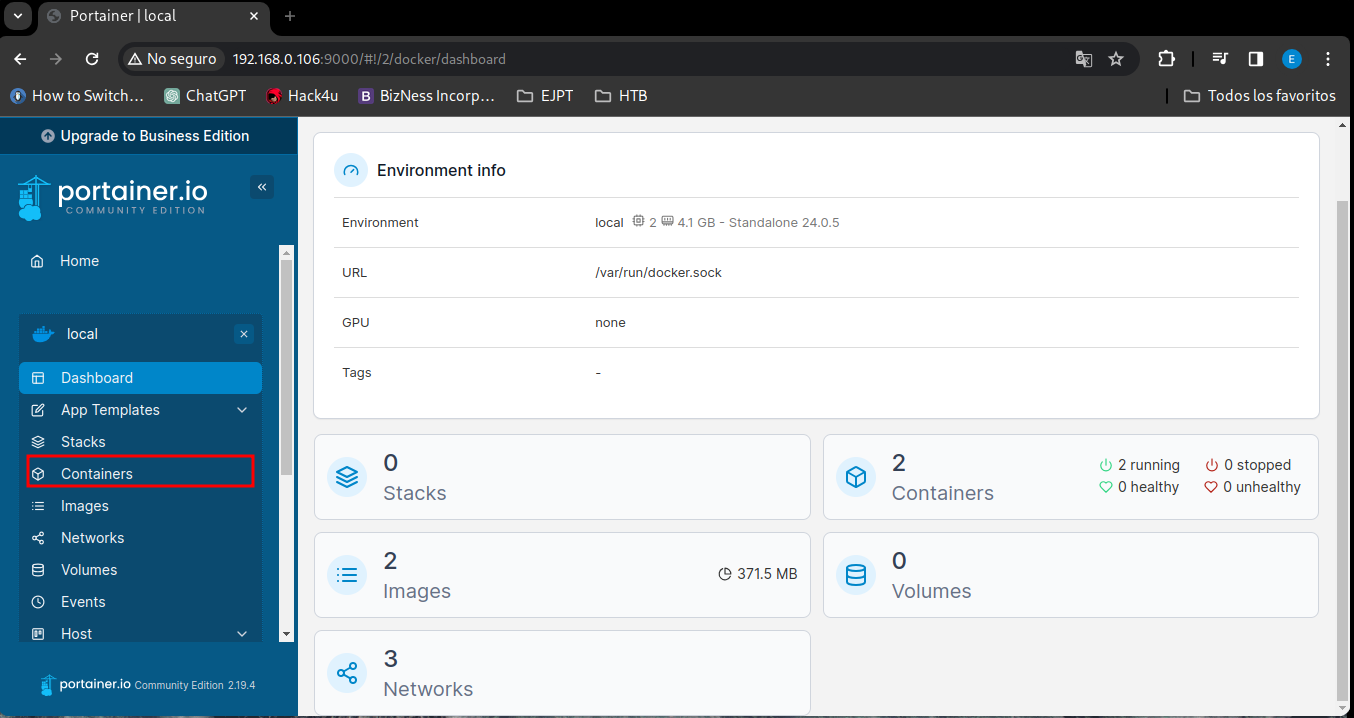 Portainer | local
No seguro 192.168.0.106:9000/#!/2/docker/dashboard
E
How to Switch… ChatGPT Hack4u B BizNess Incorp… EJPT HTB Todos los favoritos
Upgrade to Business Edition
portainer.io
COMMUNITY EDITION
Home
local
Dashboard
App Templates
Stacks
Containers
Images
Networks
Volumes
Events
Host
portainer.io Community Edition 2.19.4
Environment info
Environment local 2 4.1 GB - Standalone 24.0.5
URL /var/run/docker.sock
GPU none
Tags -
0
Stacks
2
Containers
2 running 0 stopped
0 healthy 0 unhealthy
2
Images
371.5 MB
0
Volumes
3
Networks